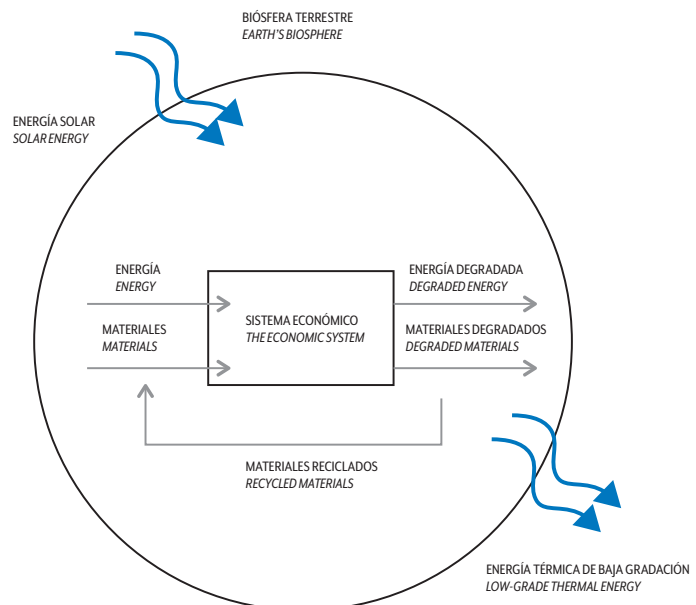 BIÓSFERA TERRESTRE
EARTH'S BIOSPHERE
ENERGÍA SOLAR
SOLAR ENERGY
ENERGÍA
ENERGY
ENERGÍA DEGRADADA
DEGRADED ENERGY
SISTEMA ECONÓMICO
THE ECONOMIC SYSTEM
MATERIALES
MATERIALS
MATERIALES DEGRADADOS
DEGRADED MATERIALS
MATERIALES RECICLADOS
RECYCLED MATERIALS
ENERGÍA TÉRMICA DE BAJA GRADACIÓN
LOW-GRADE THERMAL ENERGY